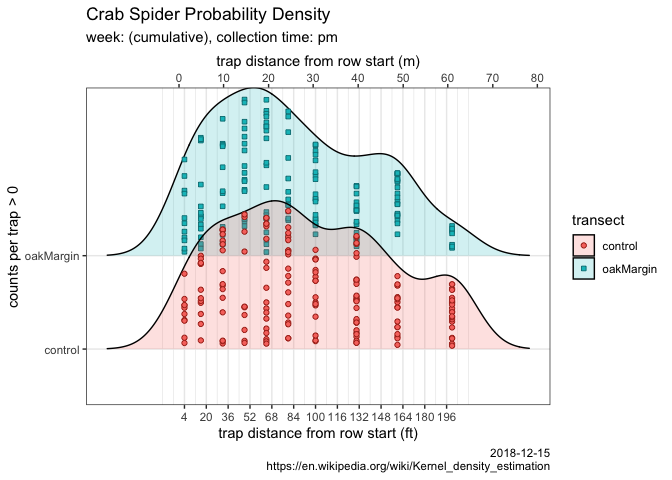 Crab Spider Probability Density
week: (cumulative), collection time: pm
trap distance from row start (m)
0 10 20 30 40 50 60 70 80
counts per trap > 0
oakMargin
control
transect
control
oakMargin
4 20 36 52 68 84 100 116 132 148 164 180 196
trap distance from row start (ft)
2018-12-15
https://en.wikipedia.org/wiki/Kernel_density_estimation